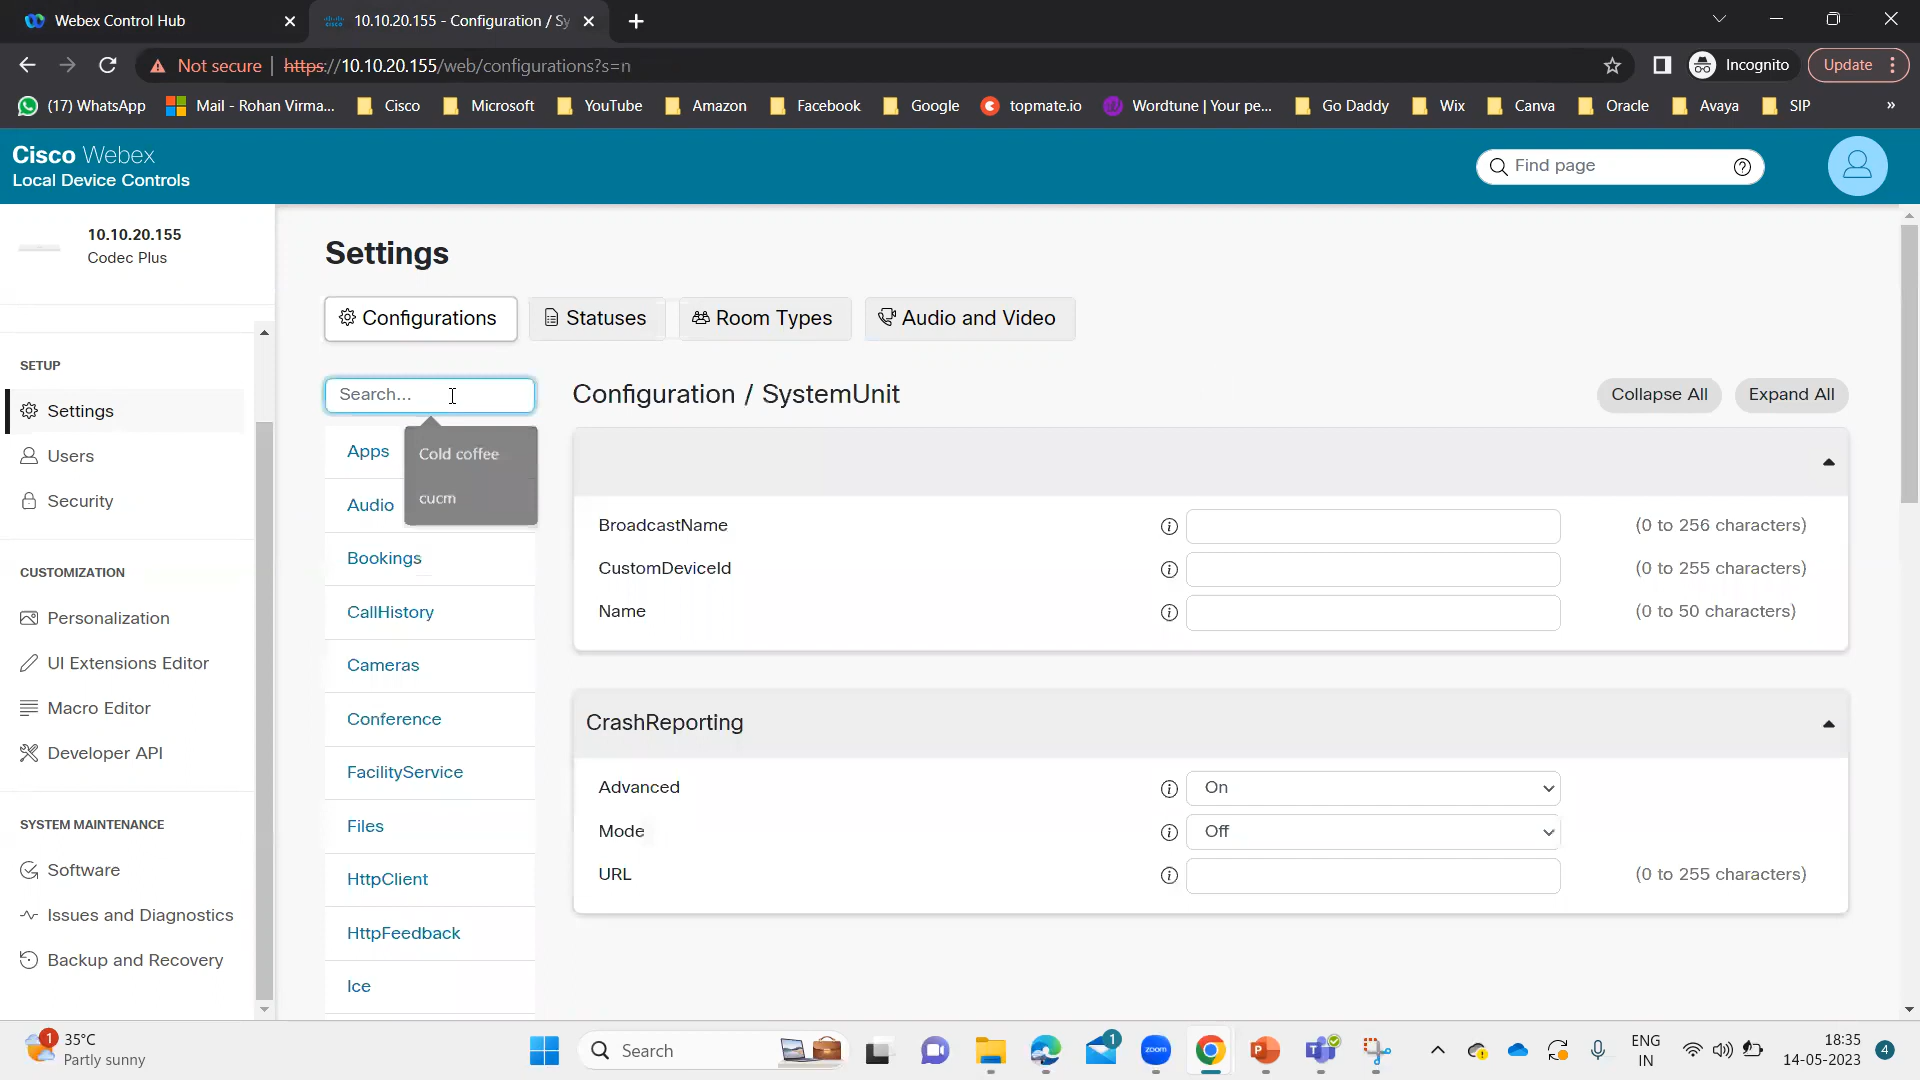 Webex Control Hub
10.10.20.155 - Configuration / Sy
Not secure
https://10.10.20.155/web/configurations?s=n
Incognito
Update
(17) WhatsApp
Mail - Rohan Virma...
Cisco
Microsoft
YouTube
Amazon
Facebook
Google
topmate.io
Wordtune | Your pe...
Go Daddy
Wix
Canva
Oracle
Avaya
SIP
»
Cisco Webex
Local Device Controls
Find page
10.10.20.155
Codec Plus
SETUP
Settings
Users
Security
CUSTOMIZATION
Personalization
UI Extensions Editor
Macro Editor
Developer API
SYSTEM MAINTENANCE
Software
Issues and Diagnostics
Backup and Recovery
Settings
Configurations
Statuses
Room Types
Audio and Video
Search...
Cold coffee
cucm
Apps
Audio
Bookings
CallHistory
Cameras
Conference
FacilityService
Files
HttpClient
HttpFeedback
Ice
Configuration / SystemUnit
Collapse All
Expand All
BroadcastName
(0 to 256 characters)
CustomDeviceId
(0 to 255 characters)
Name
(0 to 50 characters)
CrashReporting
Advanced
On
Mode
Off
URL
(0 to 255 characters)
1
35°C
Partly sunny
Search
1
zoom
ENG
IN
18:35
14-05-2023
4